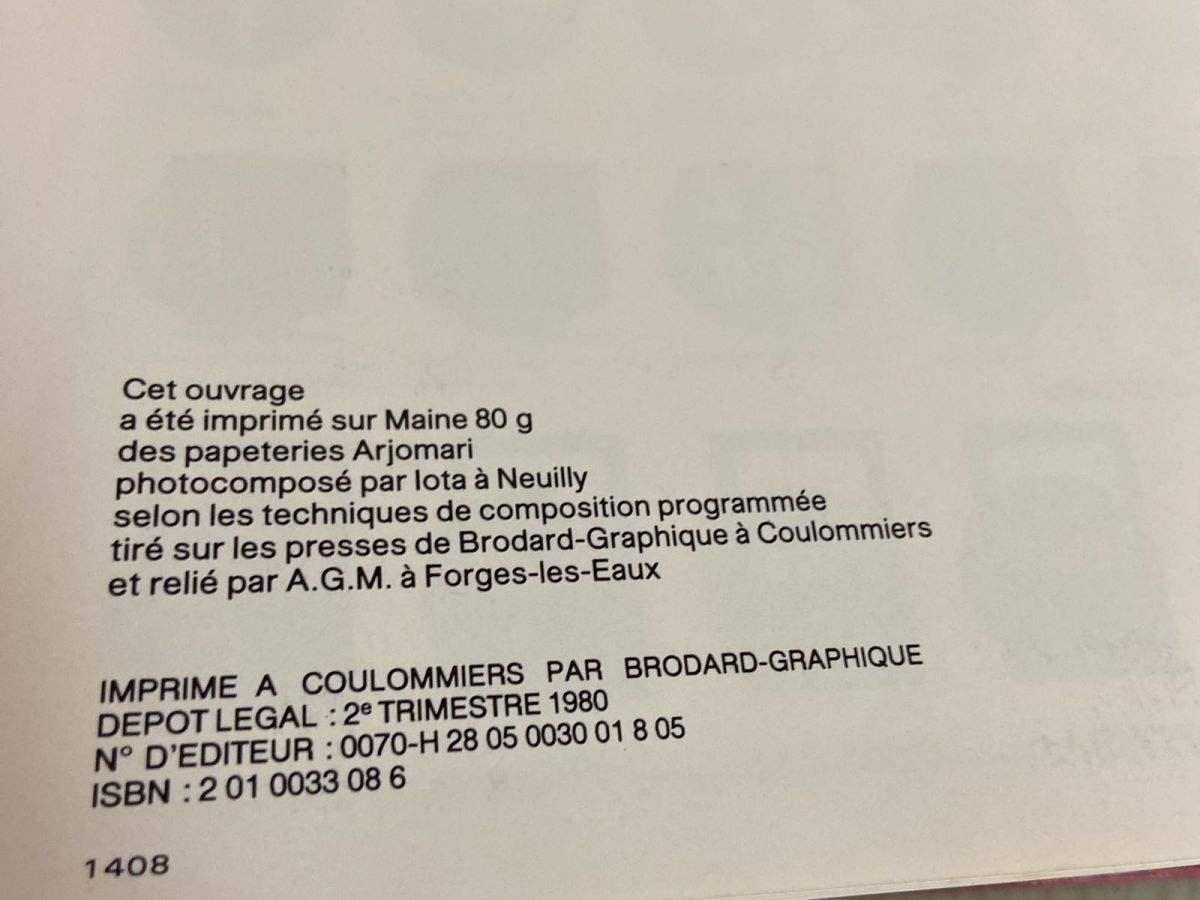 Cet ouvrage
a été imprimé sur Maine 80 g
des papeteries Arjomari
photocomposé par Iota à Neuilly
selon les techniques de composition programmée
tiré sur les presses de Brodard-Graphique à Coulommiers
et relié par A.G.M. à Forges-les-Eaux
IMPRIME A COULOMMIERS PAR BRODARD-GRAPHIQUE
DEPOT LEGAL : 2e TRIMESTRE 1980
N° D'EDITEUR : 0070-H 28 05 0030 01 8 05
ISBN : 2 01 0033 08 6
1408